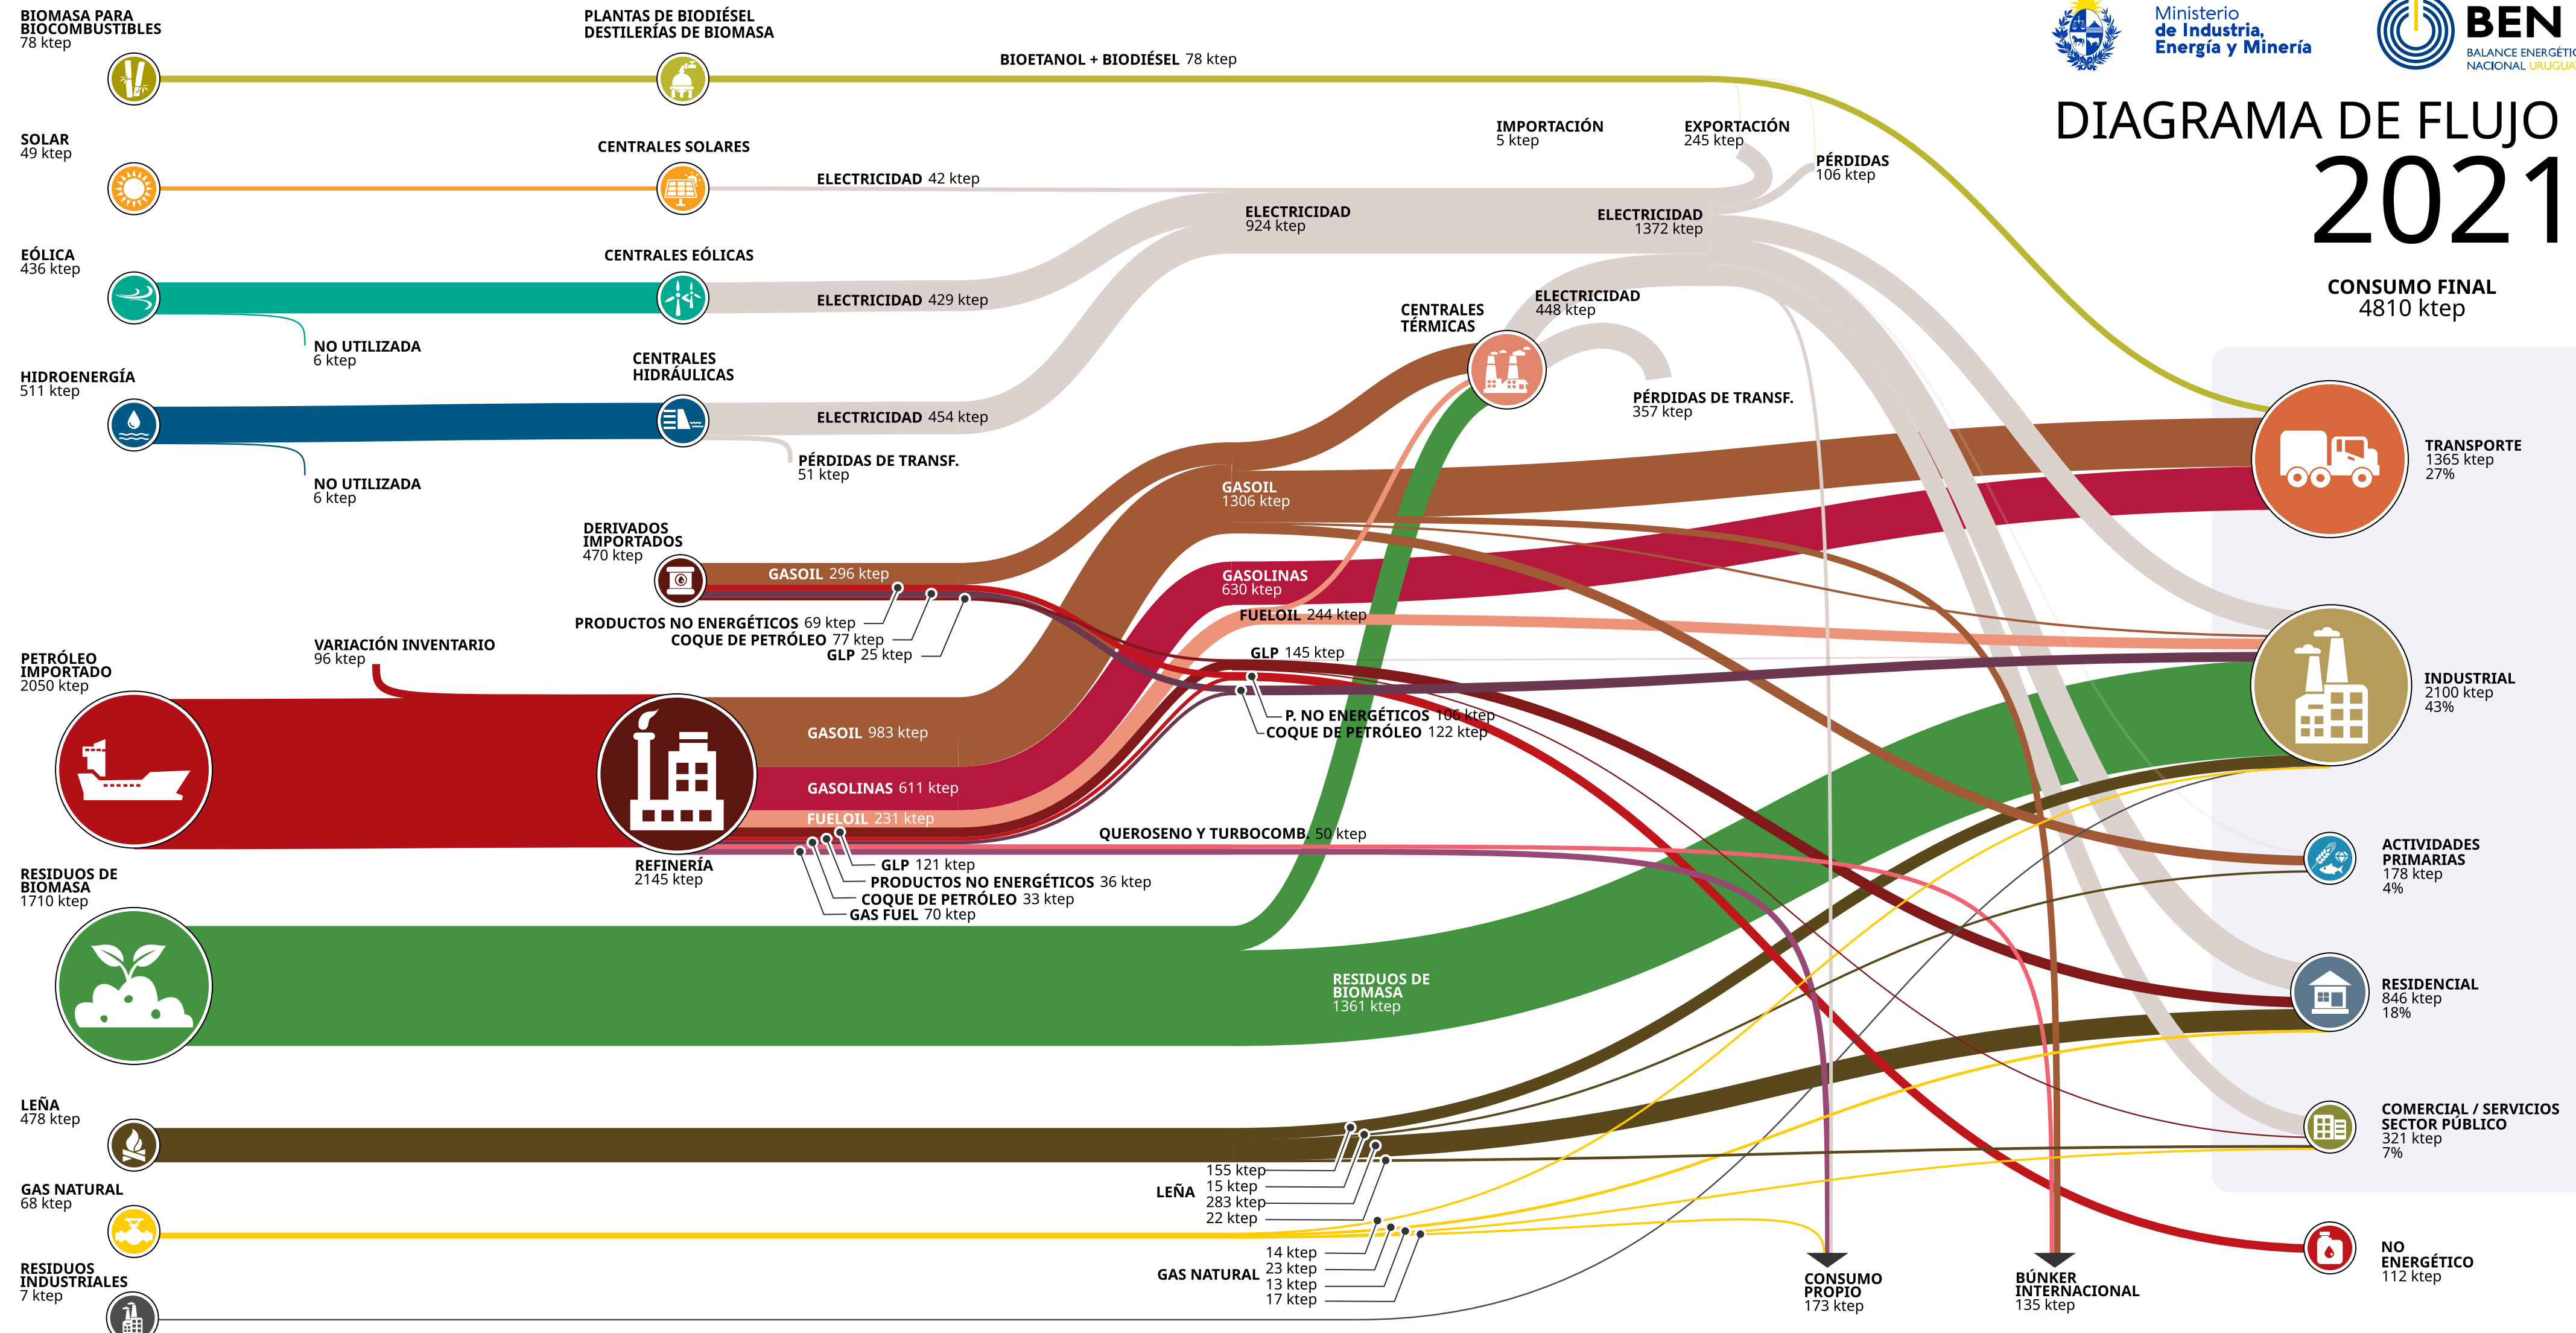 BIOMASA PARA
BIOCOMBUSTIBLES
78 ktep
PLANTAS DE BIODIÉSEL
DESTILERÍAS DE BIOMASA
BIOETANOL + BIODIÉSEL 78 ktep
Ministerio
de Industria,
Energía y Minería
BEN
BALANCE ENERGÉTIC
NACIONAL URUGUA
DIAGRAMA DE FLUJO
2021
CONSUMO FINAL
4810 ktep
SOLAR
49 ktep
CENTRALES SOLARES
ELECTRICIDAD 42 ktep
IMPORTACIÓN
5 ktep
EXPORTACIÓN
245 ktep
PÉRDIDAS
106 ktep
ELECTRICIDAD
924 ktep
ELECTRICIDAD
1372 ktep
EÓLICA
436 ktep
CENTRALES EÓLICAS
ELECTRICIDAD 429 ktep
NO UTILIZADA
6 ktep
CENTRALES
TÉRMICAS
ELECTRICIDAD
448 ktep
PÉRDIDAS DE TRANSF.
357 ktep
HIDROENERGÍA
511 ktep
CENTRALES
HIDRÁULICAS
ELECTRICIDAD 454 ktep
PÉRDIDAS DE TRANSF.
51 ktep
NO UTILIZADA
6 ktep
TRANSPORTE
1365 ktep
27%
DERIVADOS
IMPORTADOS
470 ktep
GASOIL 296 ktep
PRODUCTOS NO ENERGÉTICOS 69 ktep
COQUE DE PETRÓLEO 77 ktep
GLP 25 ktep
GASOIL
1306 ktep
GASOLINAS
630 ktep
FUELOIL 244 ktep
GLP 145 ktep
P. NO ENERGÉTICOS 106 ktep
COQUE DE PETRÓLEO 122 ktep
VARIACIÓN INVENTARIO
96 ktep
PETRÓLEO
IMPORTADO
2050 ktep
GASOIL 983 ktep
GASOLINAS 611 ktep
FUELOIL 231 ktep
QUEROSENO Y TURBOCOMB. 50 ktep
REFINERÍA
2145 ktep
GLP 121 ktep
PRODUCTOS NO ENERGÉTICOS 36 ktep
COQUE DE PETRÓLEO 33 ktep
GAS FUEL 70 ktep
INDUSTRIAL
2100 ktep
43%
ACTIVIDADES
PRIMARIAS
178 ktep
4%
RESIDUOS DE
BIOMASA
1710 ktep
RESIDUOS DE
BIOMASA
1361 ktep
RESIDENCIAL
846 ktep
18%
LEÑA
478 ktep
155 ktep
15 ktep
LEÑA
283 ktep
22 ktep
COMERCIAL / SERVICIOS
SECTOR PÚBLICO
321 ktep
7%
GAS NATURAL
68 ktep
14 ktep
23 ktep
GAS NATURAL
13 ktep
17 ktep
RESIDUOS
INDUSTRIALES
7 ktep
CONSUMO
PROPIO
173 ktep
BÚNKER
INTERNACIONAL
135 ktep
NO
ENERGÉTICO
112 ktep